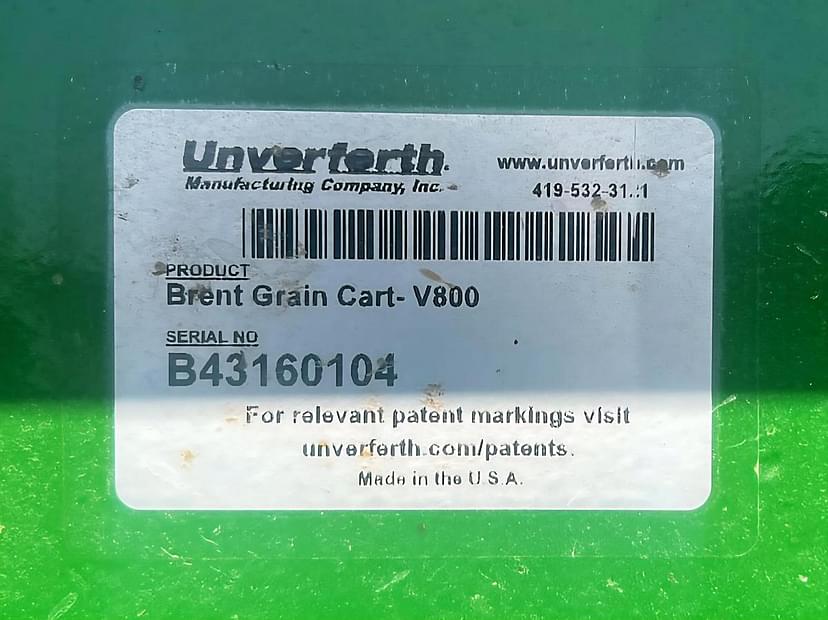 Unverferth
Manufacturing Company, Inc.
www.unverferth.com
PRODUCT
Brent Grain Cart- V800
SERIAL NO
B43160104
For relevant patent markings visit
unverferth.com/patents.
Made in the U.S.A.